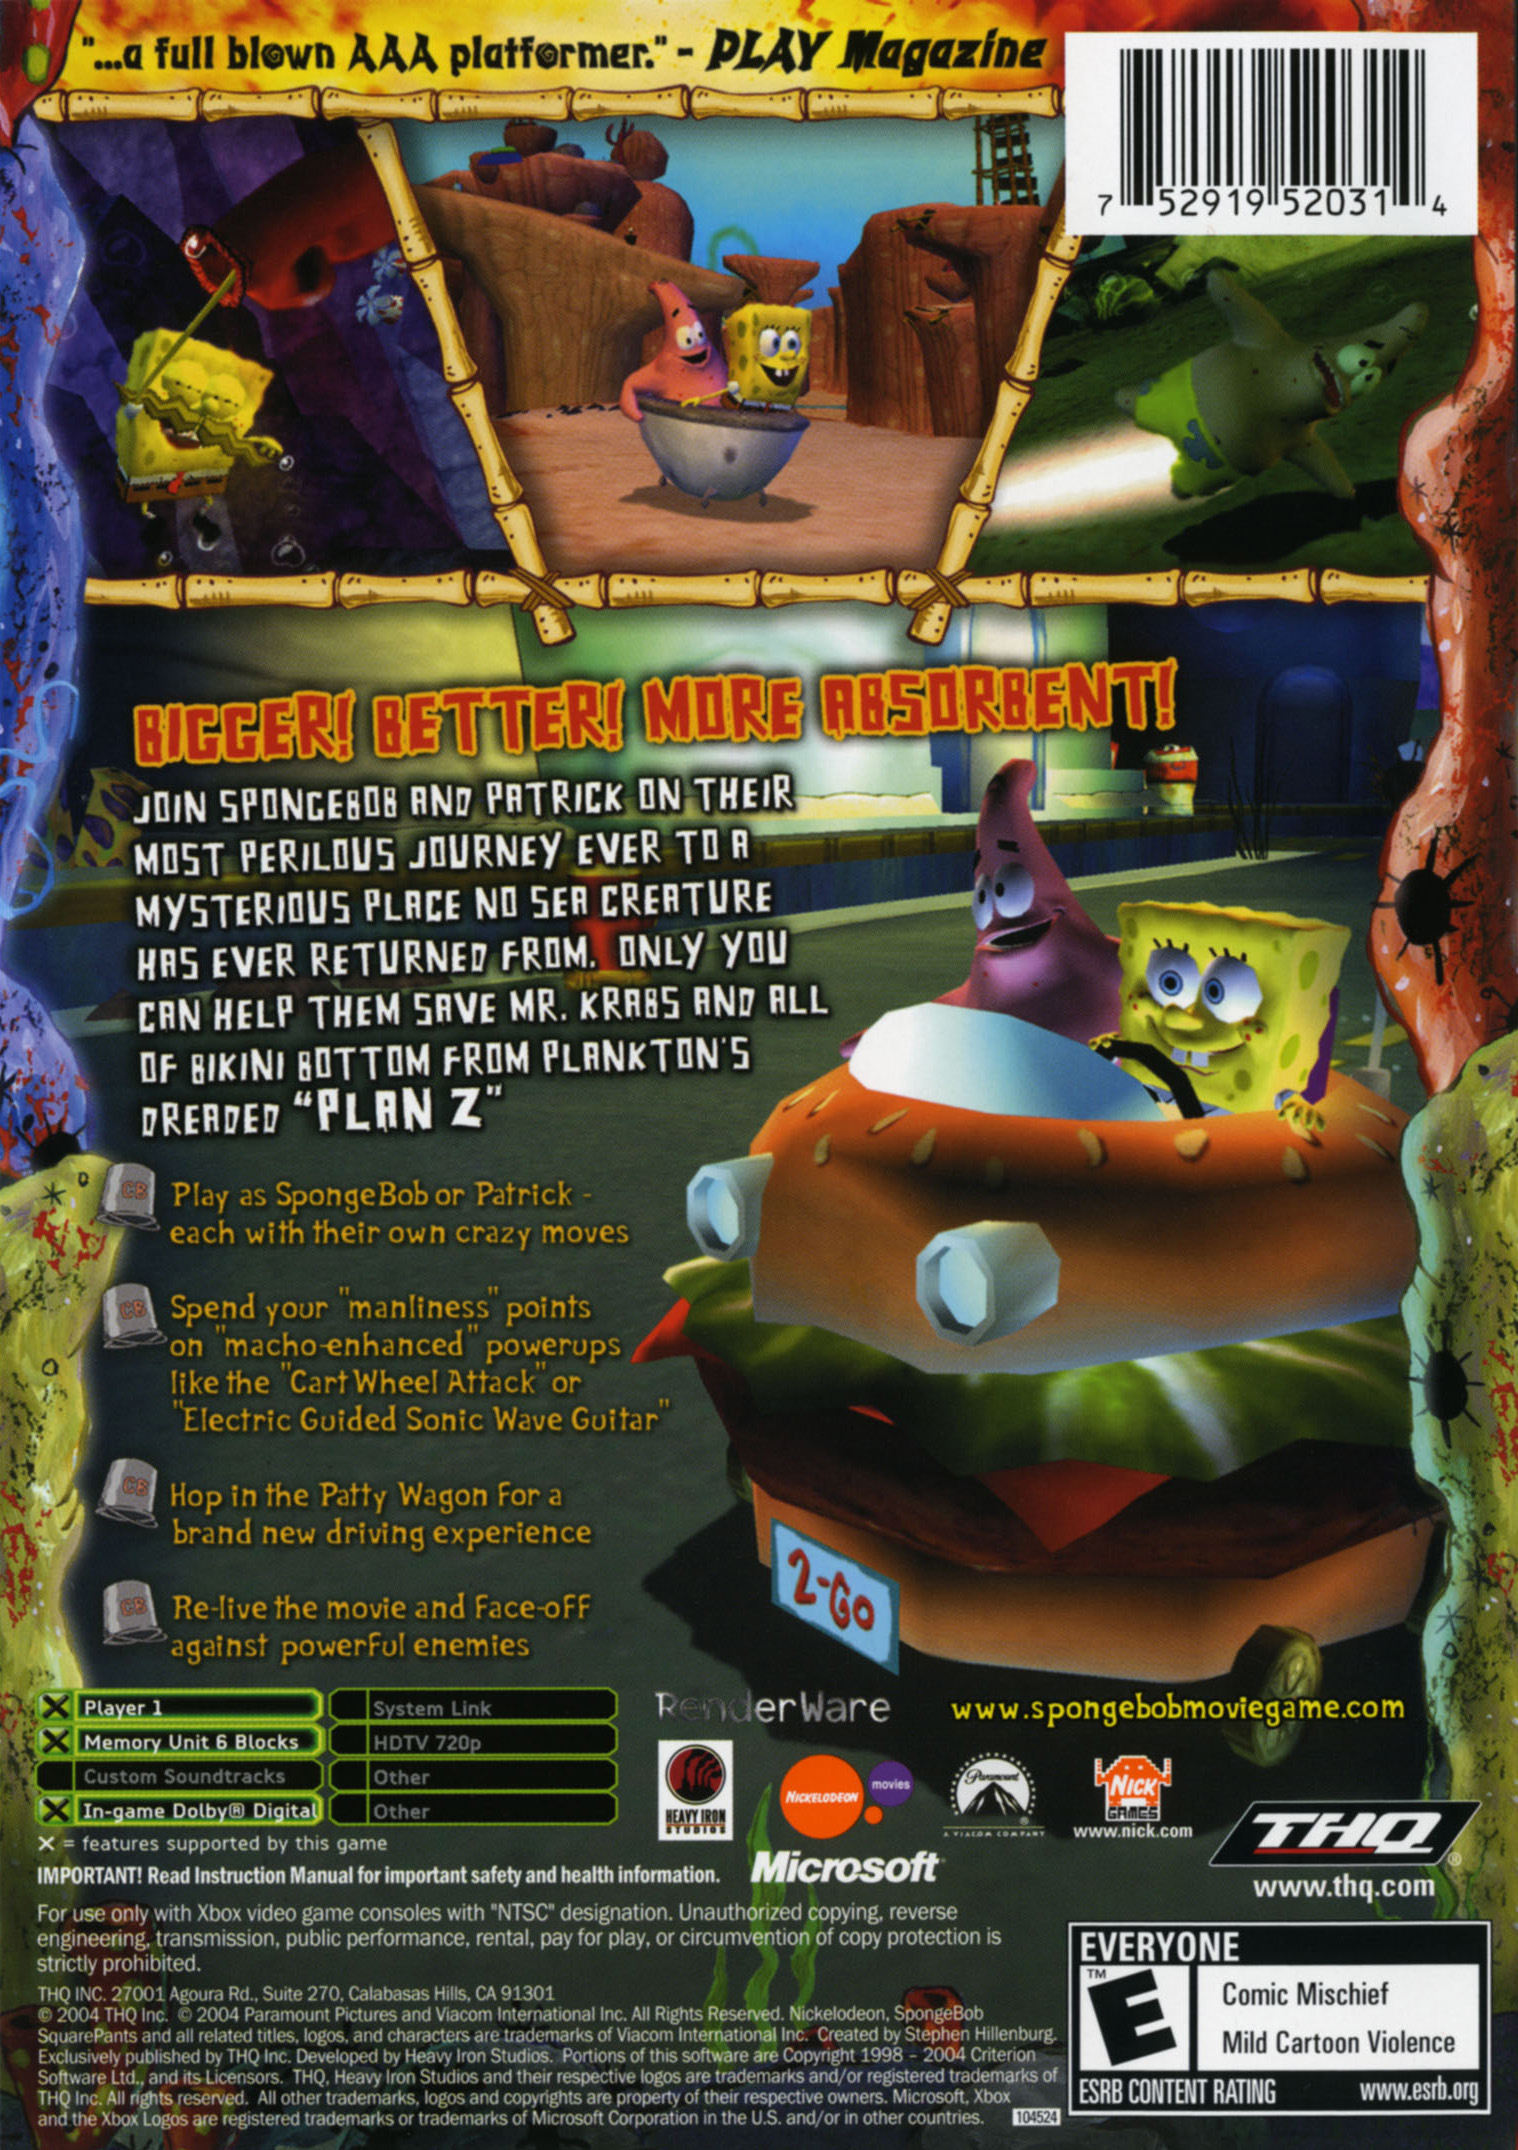 "...a full blown AAA platformer." - PLAY Magazine
7 52919 52031 4
BIGGER! BETTER! MORE ABSORBENT!
JOIN SPONGEBOB AND PATRICK ON THEIR
MOST PERILOUS JOURNEY EVER TO A
MYSTERIOUS PLACE NO SEA CREATURE
HAS EVER RETURNED FROM. ONLY YOU
CAN HELP THEM SAVE MR. KRABS AND ALL
OF BIKINI BOTTOM FROM PLANKTON'S
DREADED "PLAN Z"
CB
Play as SpongeBob or Patrick -
each with their own crazy moves
CB
Spend your "manliness" points
on "macho-enhanced" powerups
like the "Cart Wheel Attack" or
"Electric Guided Sonic Wave Guitar"
CB
Hop in the Patty Wagon for a
brand new driving experience
CB
Re-live the movie and face-off
against powerful enemies
2-Go
Player 1
Memory Unit 6 Blocks
Custom Soundtracks
In-game Dolby® Digital
System Link
HDTV 720p
Other
Other
X = features supported by this game
RenderWare
www.spongebobmoviegame.com
HEAVY IRON
STUDIOS
NICKELODEON
movies
Paramount
A VIACOM COMPANY
NICK
GAMES
www.nick.com
Microsoft
THQ®
www.thq.com
IMPORTANT! Read Instruction Manual for important safety and health information.
For use only with Xbox video game consoles with "NTSC" designation. Unauthorized copying, reverse
engineering, transmission, public performance, rental, pay for play, or circumvention of copy protection is
strictly prohibited.
THQ INC. 27001 Agoura Rd., Suite 270, Calabasas Hills, CA 91301
© 2004 THQ Inc. © 2004 Paramount Pictures and Viacom International Inc. All Rights Reserved. Nickelodeon, SpongeBob
SquarePants and all related titles, logos, and characters are trademarks of Viacom International Inc. Created by Stephen Hillenburg.
Exclusively published by THQ Inc. Developed by Heavy Iron Studios. Portions of this software are Copyright 1998 – 2004 Criterion
Software Ltd., and its Licensors. THQ, Heavy Iron Studios and their respective logos are trademarks and/or registered trademarks of
THQ Inc. All rights reserved. All other trademarks, logos and copyrights are property of their respective owners. Microsoft, Xbox
and the Xbox Logos are registered trademarks or trademarks of Microsoft Corporation in the U.S. and/or in other countries.
104524
EVERYONE
TM
E
Comic Mischief
Mild Cartoon Violence
ESRB CONTENT RATING
www.esrb.org